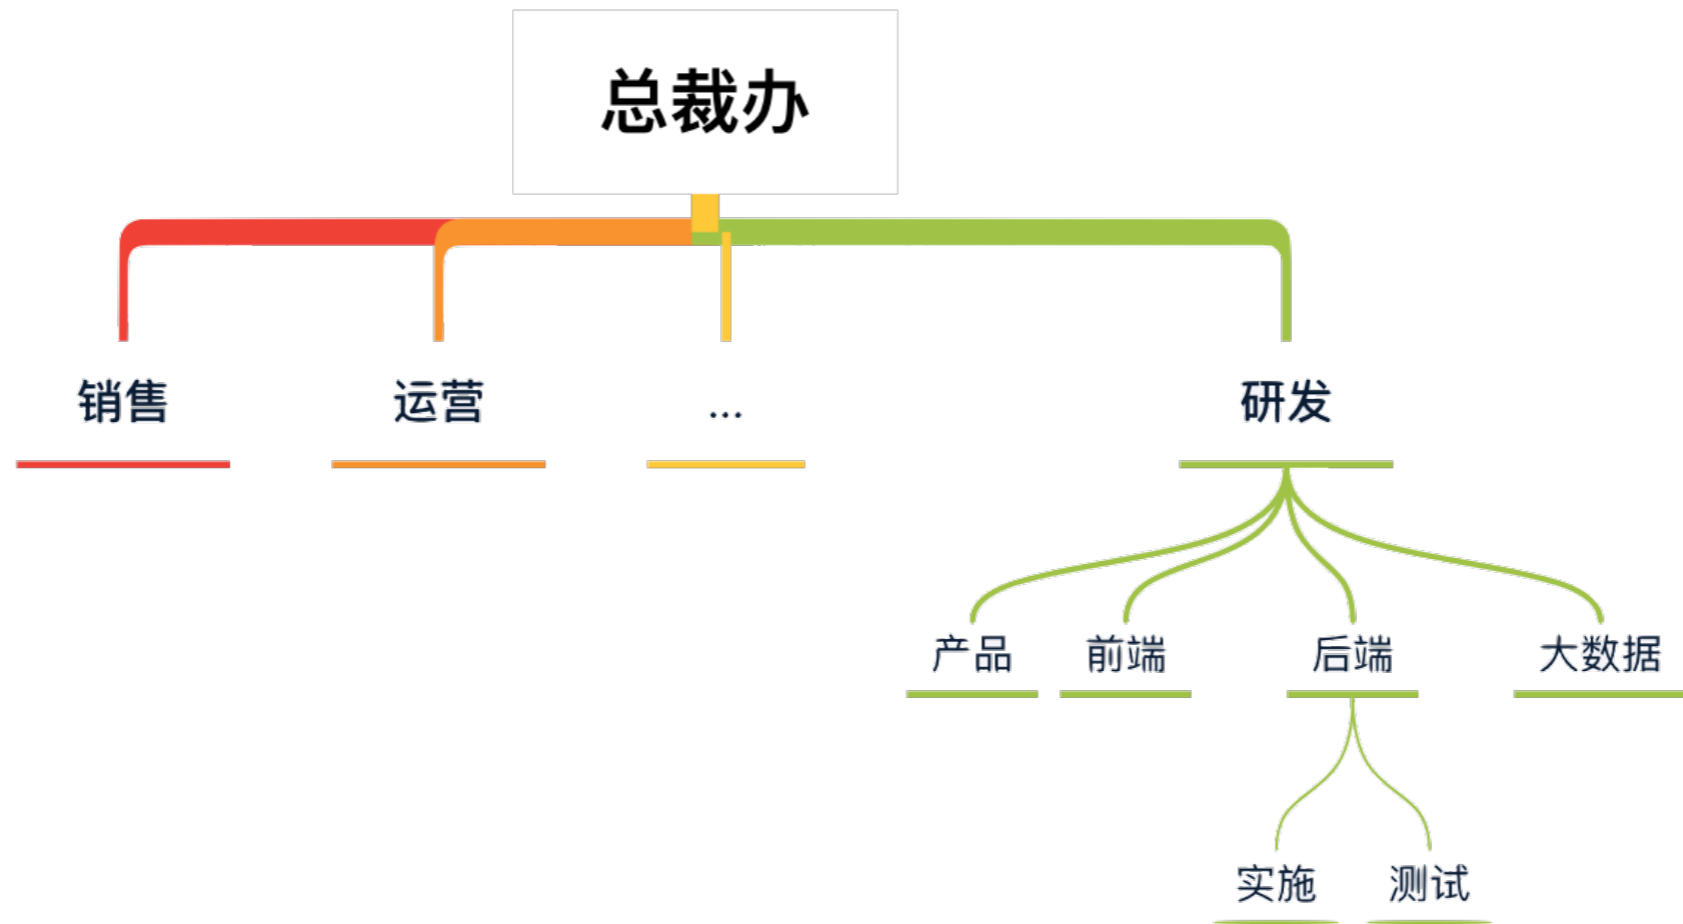 总裁办
销售
运营
...
研发
产品
前端
后端
大数据
实施
测试